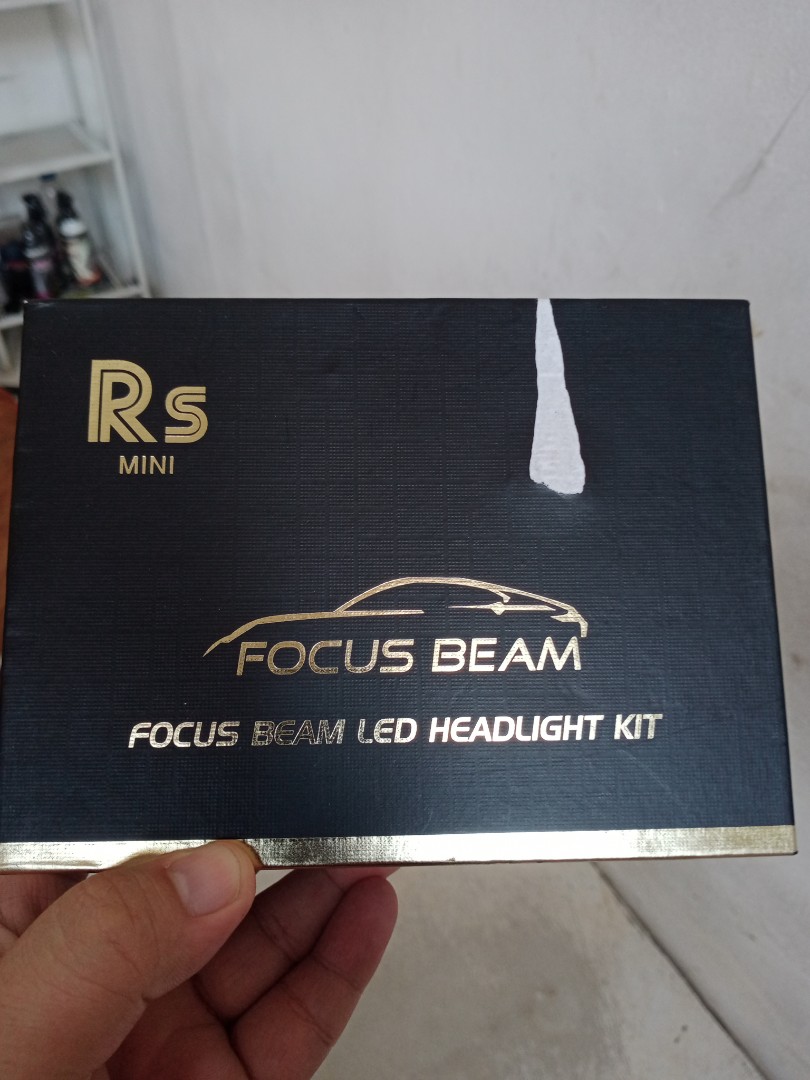 Rs
MINI
FOCUS BEAM
FOCUS BEAM LED HEADLIGHT KIT